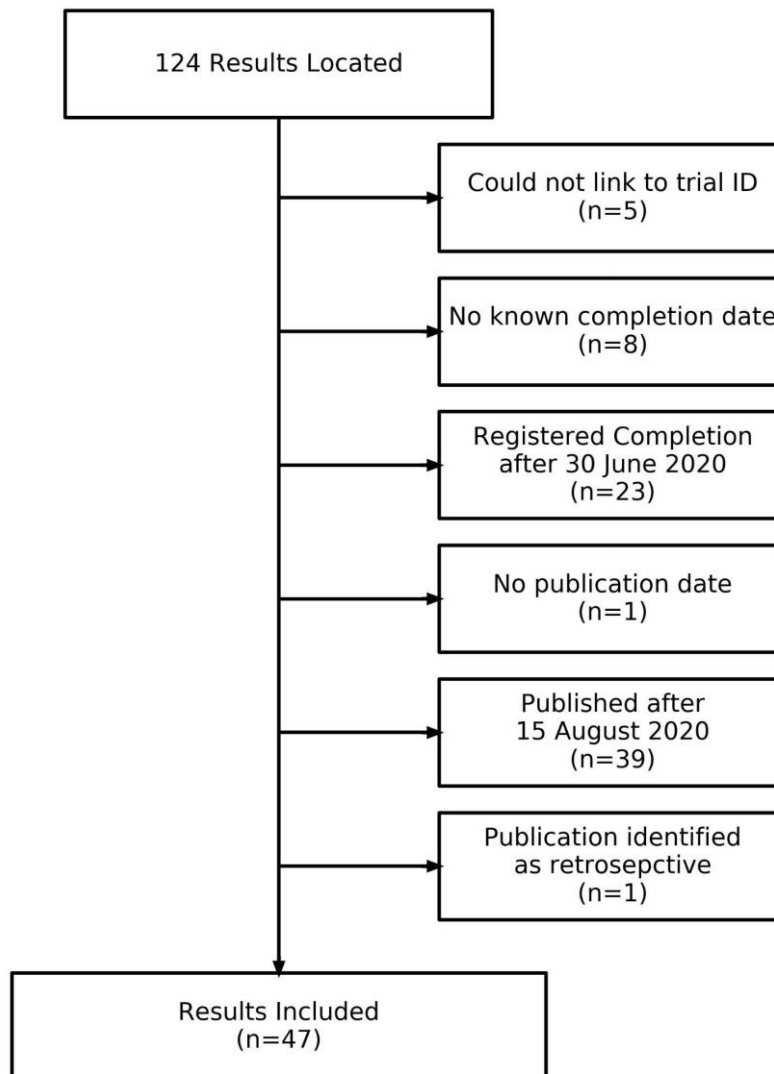 124 Results Located
Could not link to trial ID
(n=5)
No known completion date
(n=8)
Registered Completion
after 30 June 2020
(n=23)
No publication date
(n=1)
Published after
15 August 2020
(n=39)
Publication identified
as retrosepctive
(n=1)
Results Included
(n=47)